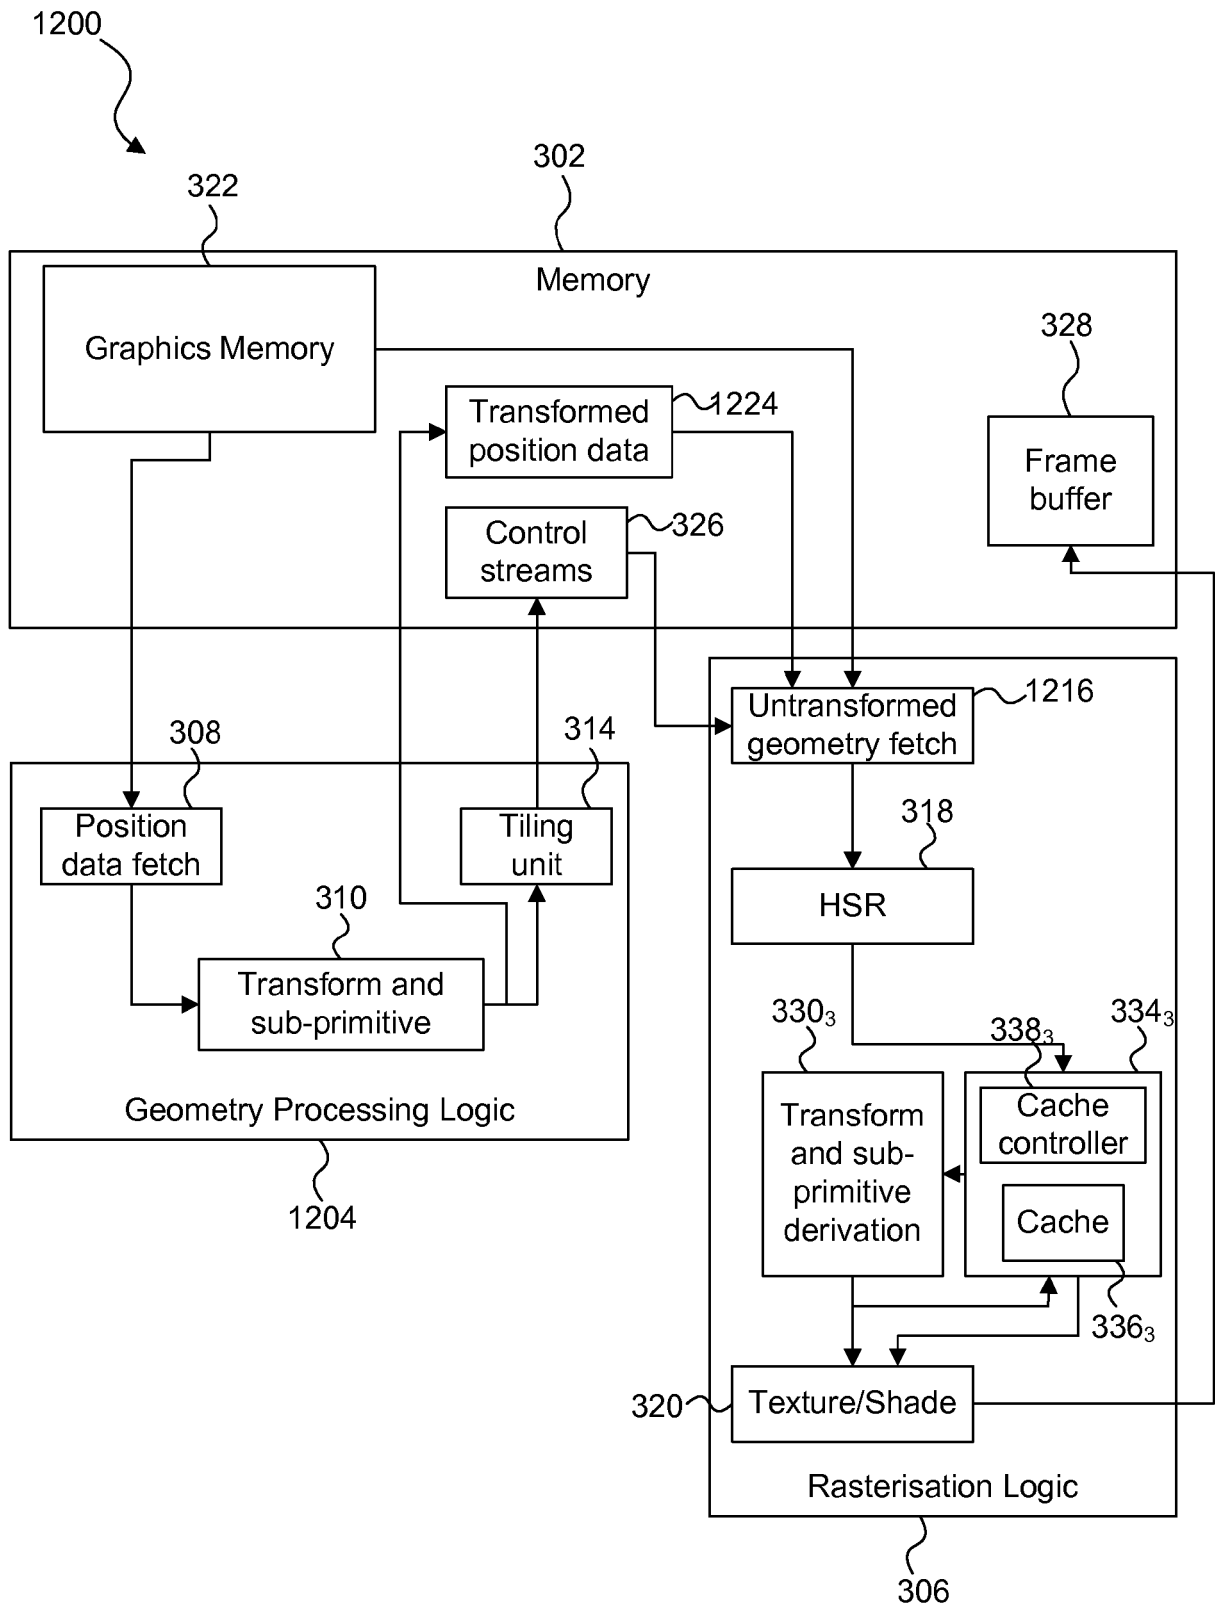 1200
302
322
Memory
Graphics Memory
328
1224
Transformed
position data
Frame
buffer
326
Control
streams
1216
Untransformed
geometry fetch
308
314
Position
data fetch
Tiling
unit
318
HSR
310
Transform and
sub-primitive
330₃
338₃
334₃
Cache
controller
Transform
and sub-
primitive
derivation
Cache
Geometry Processing Logic
1204
336₃
320
Texture/Shade
Rasterisation Logic
306